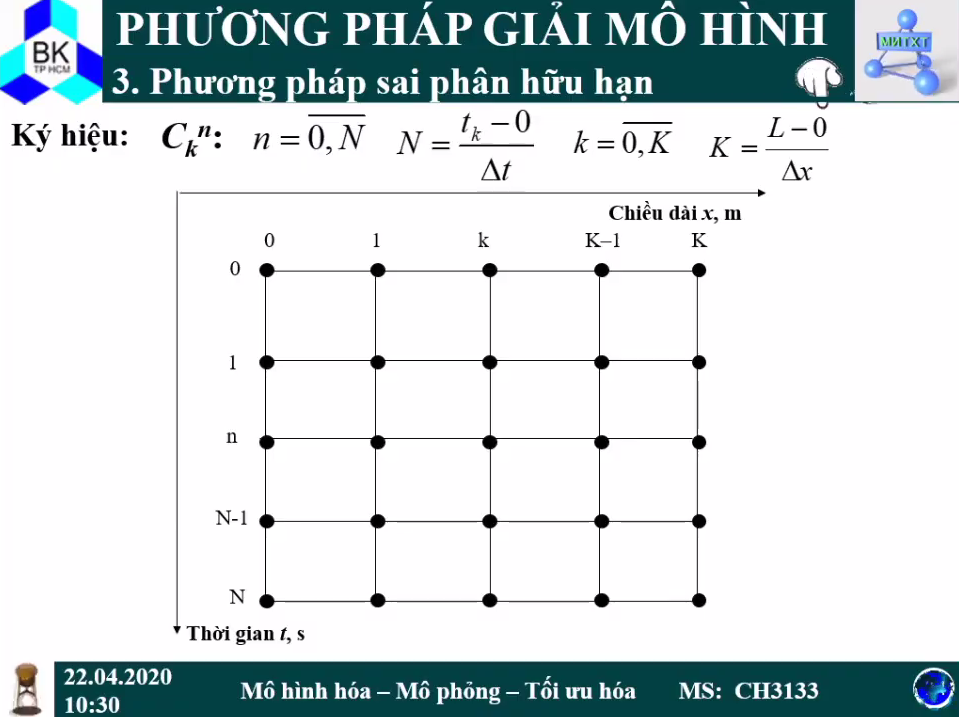 BK
TP HCM
PHƯƠNG PHÁP GIẢI MÔ HÌNH
3. Phương pháp sai phân hữu hạn
МИТХТ
Ký hiệu: Cₖⁿ: n = 0, N N = (tₖ − 0)/Δt k = 0, K K = (L − 0)/Δx
Chiều dài x, m
0 1 k K–1 K
0
1
n
N-1
N
Thời gian t, s
22.04.2020
10:30
Mô hình hóa – Mô phỏng – Tối ưu hóa MS: CH3133